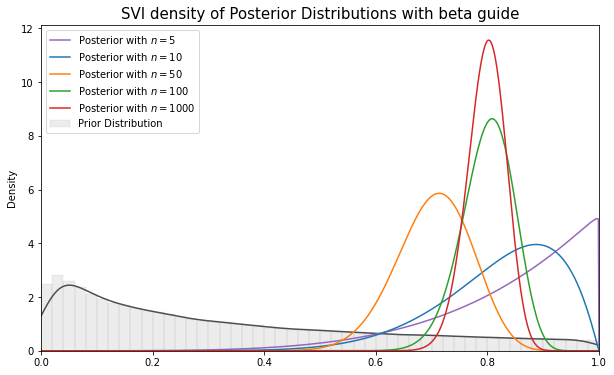 SVI density of Posterior Distributions with beta guide
12
10
8
6
4
2
0
Density
Posterior with n = 5
Posterior with n = 10
Posterior with n = 50
Posterior with n = 100
Posterior with n = 1000
Prior Distribution
0.0 0.2 0.4 0.6 0.8 1.0